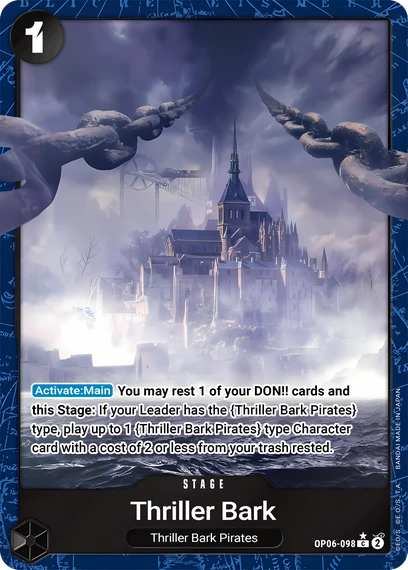 1
Activate:Main You may rest 1 of your DON!! cards and
this Stage: If your Leader has the {Thriller Bark Pirates}
type, play up to 1 {Thriller Bark Pirates} type Character
card with a cost of 2 or less from your trash rested.
STAGE
Thriller Bark
Thriller Bark Pirates
OP06-098 C 2
©E.O/S. ©E.O./S.,T.A. BANDAI MADE IN JAPAN